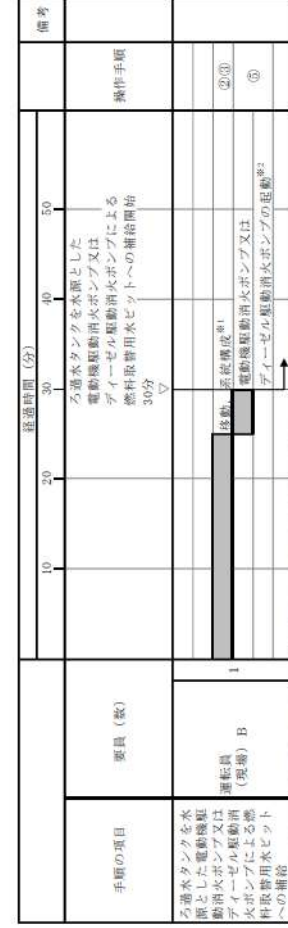 手順の項目
要員（数）
経過時間（分）
10
20
30
40
50
操作手順
備考
ろ過水タンクを水源とした
電動機駆動消火ポンプ又は
ディーゼル駆動消火ポンプによる
燃料取替用水ピットへの補給開始
30分
▽
ろ過水タンクを水
源とした電動機駆
動消火ポンプ又は
ディーゼル駆動消
火ポンプによる燃
料取替用水ピット
への補給
運転員
（現場） B
1
移動，系統構成※1
②③
電動機駆動消火ポンプ又は
ディーゼル駆動消火ポンプの起動※2
⑤